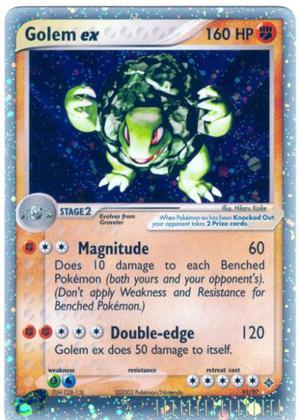 Golem ex 160 HP
Illus. Hikaru Koike
STAGE 2
Evolves from
Graveler
When Pokémon-ex has been Knocked Out,
your opponent takes 2 Prize cards.
Magnitude 60
Does 10 damage to each Benched
Pokémon (both yours and your opponent's).
(Don't apply Weakness and Resistance for
Benched Pokémon.)
Double-edge 120
Golem ex does 50 damage to itself.
weakness resistance retreat cost
©2003 Pokémon/Nintendo